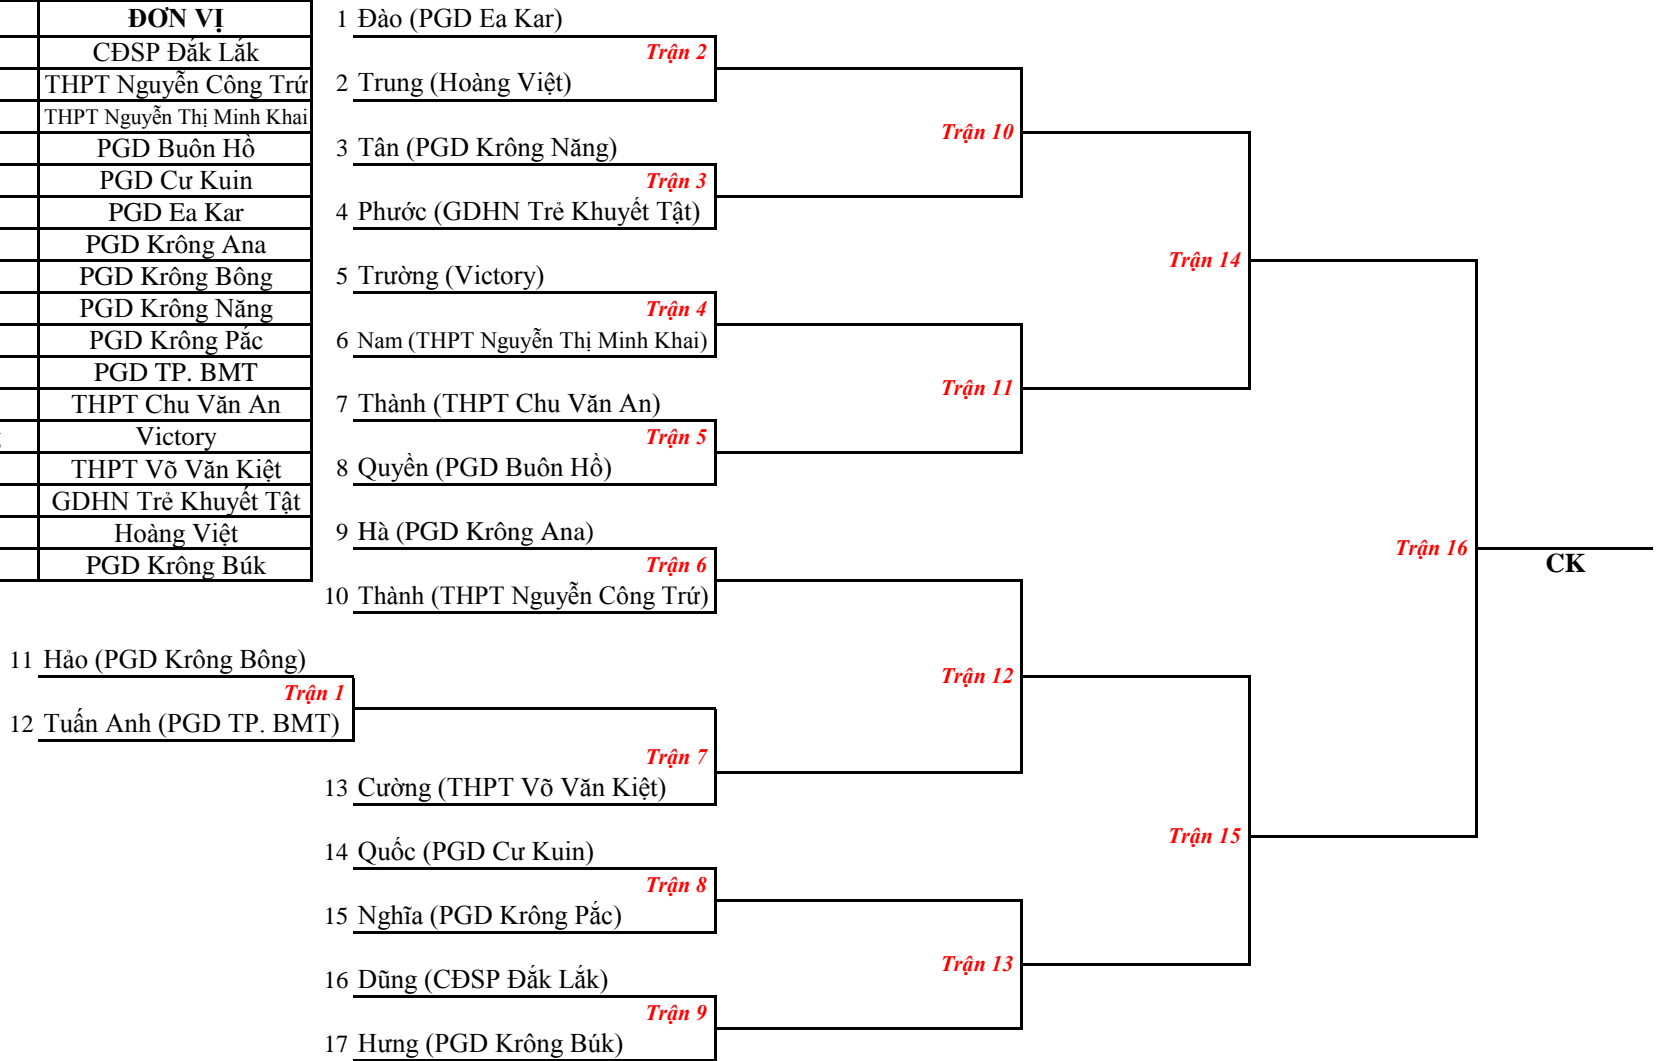 ĐƠN VỊ
CĐSP Đắk Lắk
THPT Nguyễn Công Trứ
THPT Nguyễn Thị Minh Khai
PGD Buôn Hồ
PGD Cư Kuin
PGD Ea Kar
PGD Krông Ana
PGD Krông Bông
PGD Krông Năng
PGD Krông Pắc
PGD TP. BMT
THPT Chu Văn An
Victory
THPT Võ Văn Kiệt
GDHN Trẻ Khuyết Tật
Hoàng Việt
PGD Krông Búk
1 Đào (PGD Ea Kar)
Trận 2
2 Trung (Hoàng Việt)
Trận 10
3 Tân (PGD Krông Năng)
Trận 3
4 Phước (GDHN Trẻ Khuyết Tật)
Trận 14
5 Trường (Victory)
Trận 4
6 Nam (THPT Nguyễn Thị Minh Khai)
Trận 11
7 Thành (THPT Chu Văn An)
Trận 5
8 Quyền (PGD Buôn Hồ)
9 Hà (PGD Krông Ana)
Trận 16
CK
Trận 6
10 Thành (THPT Nguyễn Công Trứ)
11 Hảo (PGD Krông Bông)
Trận 12
Trận 1
12 Tuấn Anh (PGD TP. BMT)
Trận 7
13 Cường (THPT Võ Văn Kiệt)
Trận 15
14 Quốc (PGD Cư Kuin)
Trận 8
15 Nghĩa (PGD Krông Pắc)
Trận 13
16 Dũng (CĐSP Đắk Lắk)
Trận 9
17 Hưng (PGD Krông Búk)